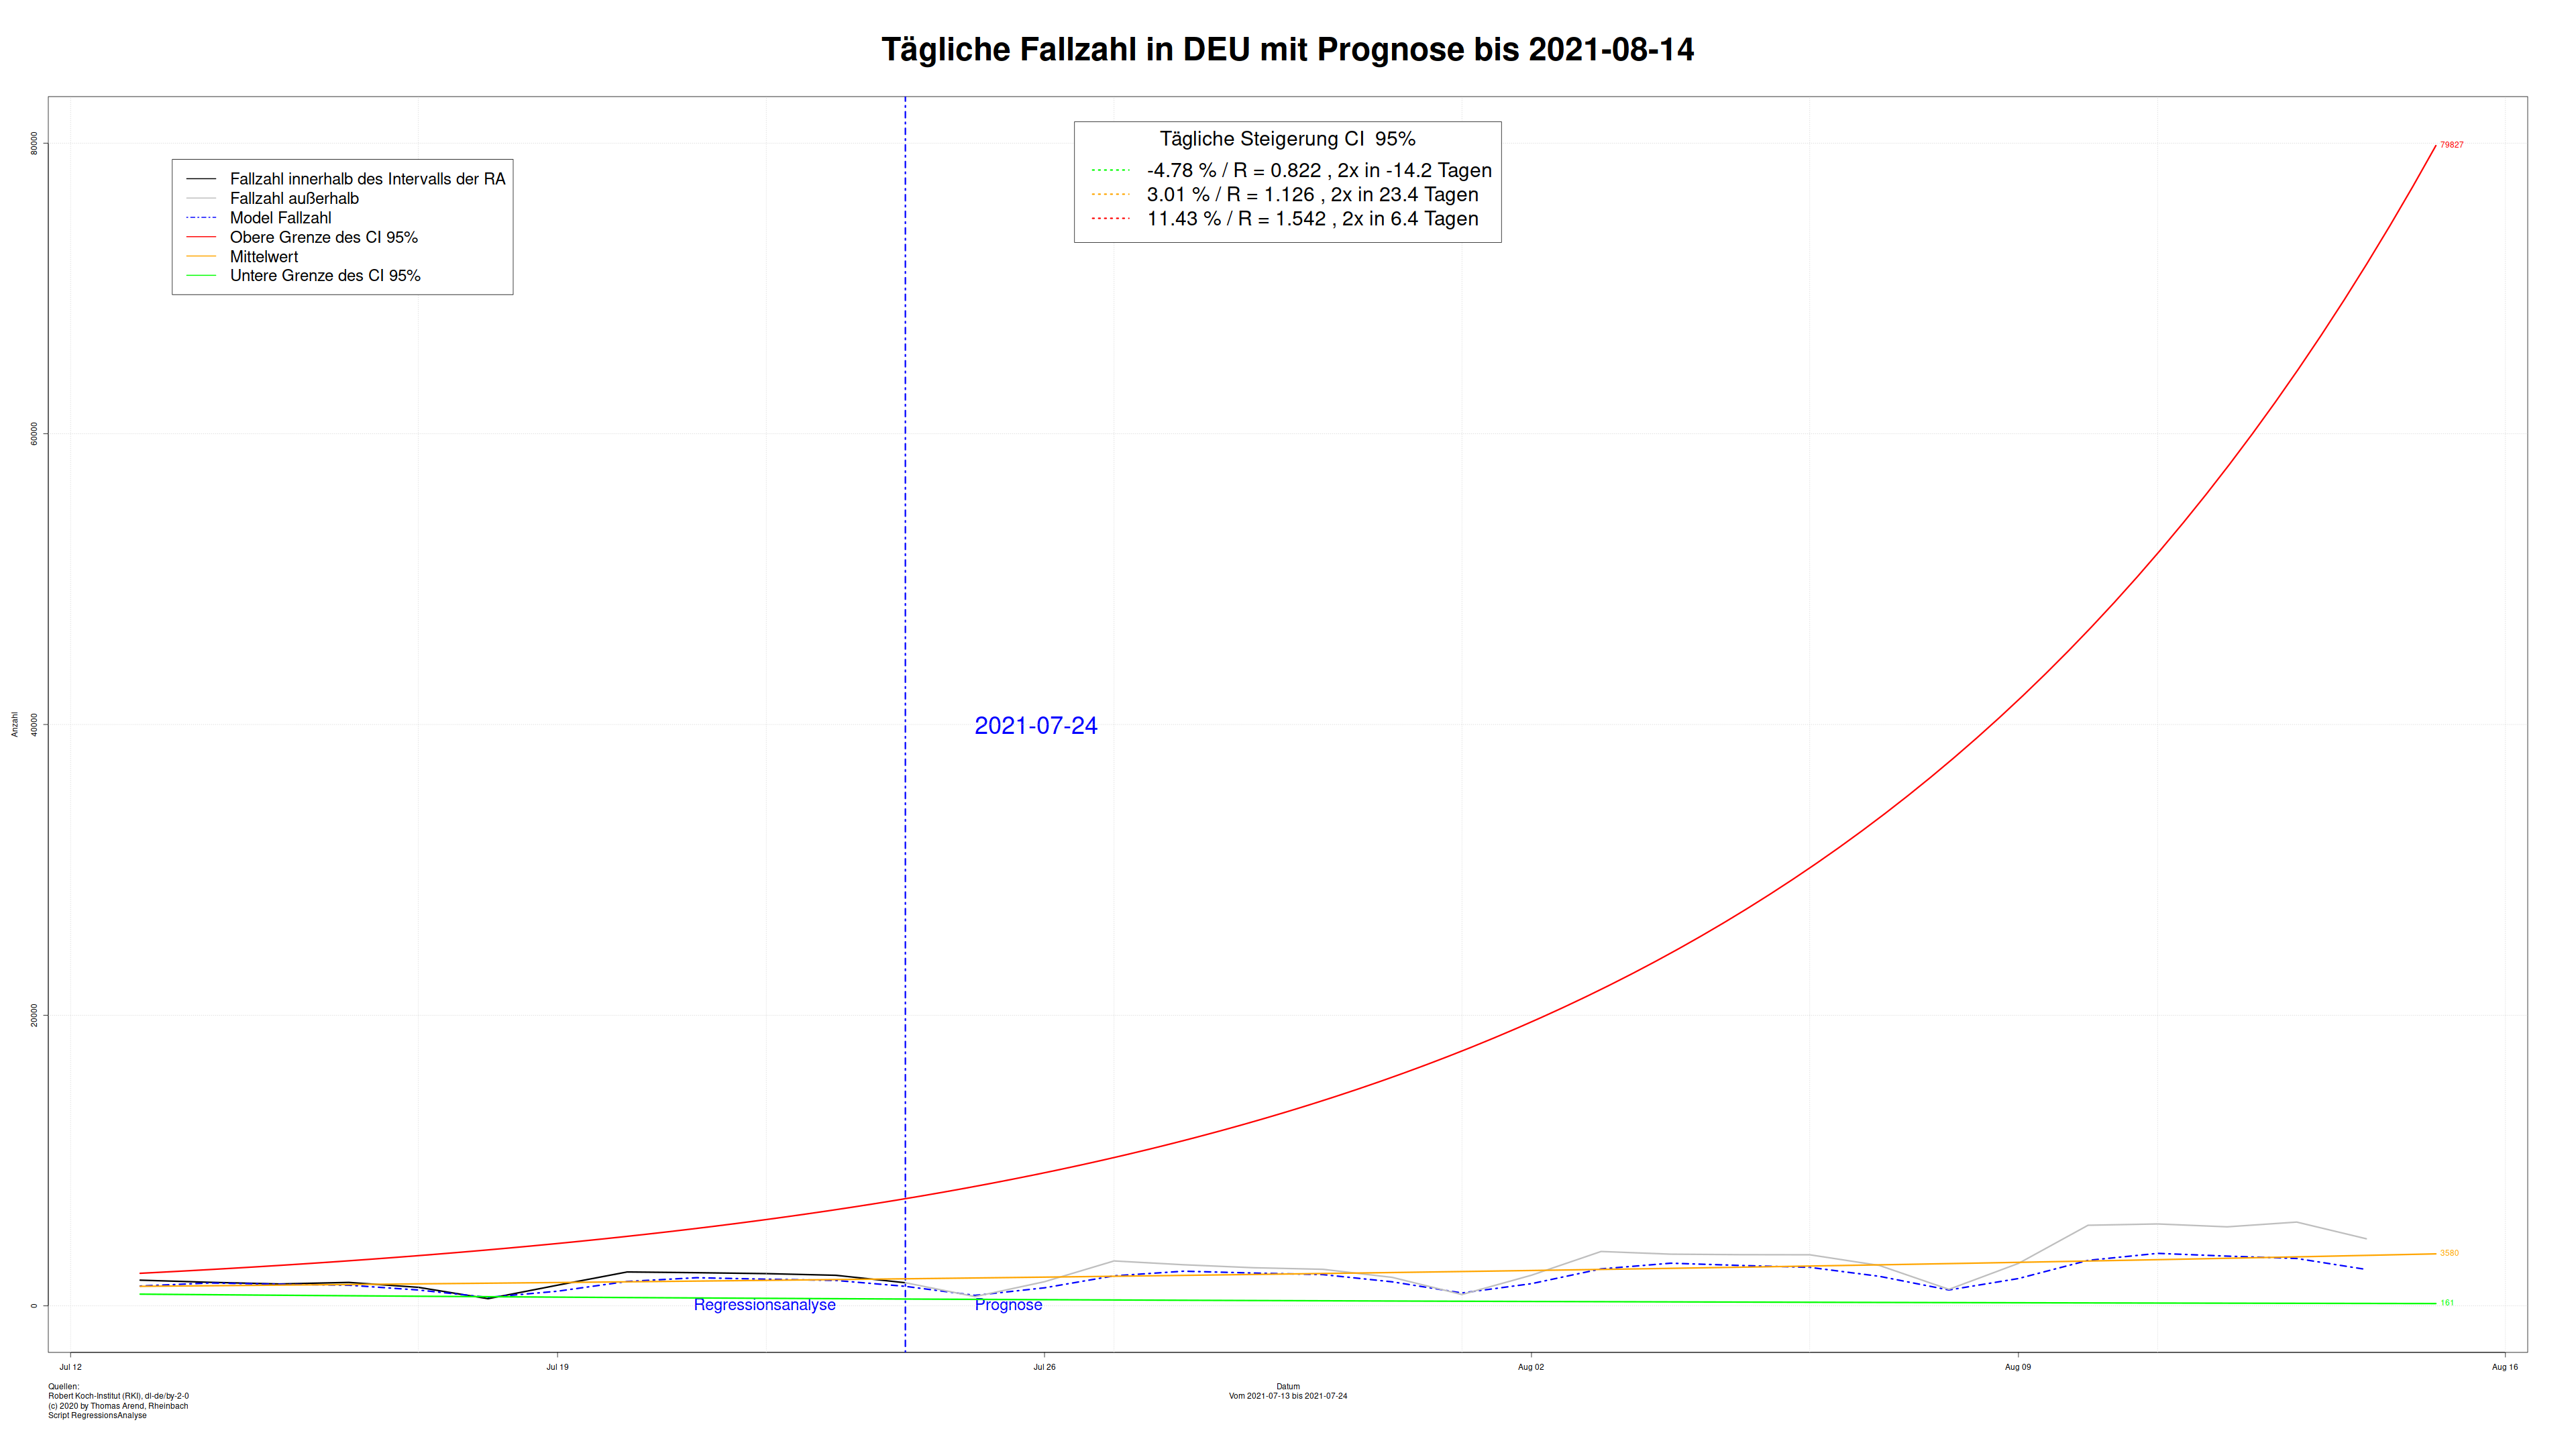 Tägliche Fallzahl in DEU mit Prognose bis 2021-08-14
Fallzahl innerhalb des Intervalls der RA
Fallzahl außerhalb
Model Fallzahl
Obere Grenze des CI 95%
Mittelwert
Untere Grenze des CI 95%
Tägliche Steigerung CI 95%
-4.78 % / R = 0.822 , 2x in -14.2 Tagen
3.01 % / R = 1.126 , 2x in 23.4 Tagen
11.43 % / R = 1.542 , 2x in 6.4 Tagen
79827
80000
60000
40000
20000
0
Anzahl
2021-07-24
3580
161
Regressionsanalyse
Prognose
Jul 12
Jul 19
Jul 26
Aug 02
Aug 09
Aug 16
Datum
Vom 2021-07-13 bis 2021-07-24
Quellen:
Robert Koch-Institut (RKI), dl-de/by-2-0
(c) 2020 by Thomas Arend, Rheinbach
Script RegressionsAnalyse